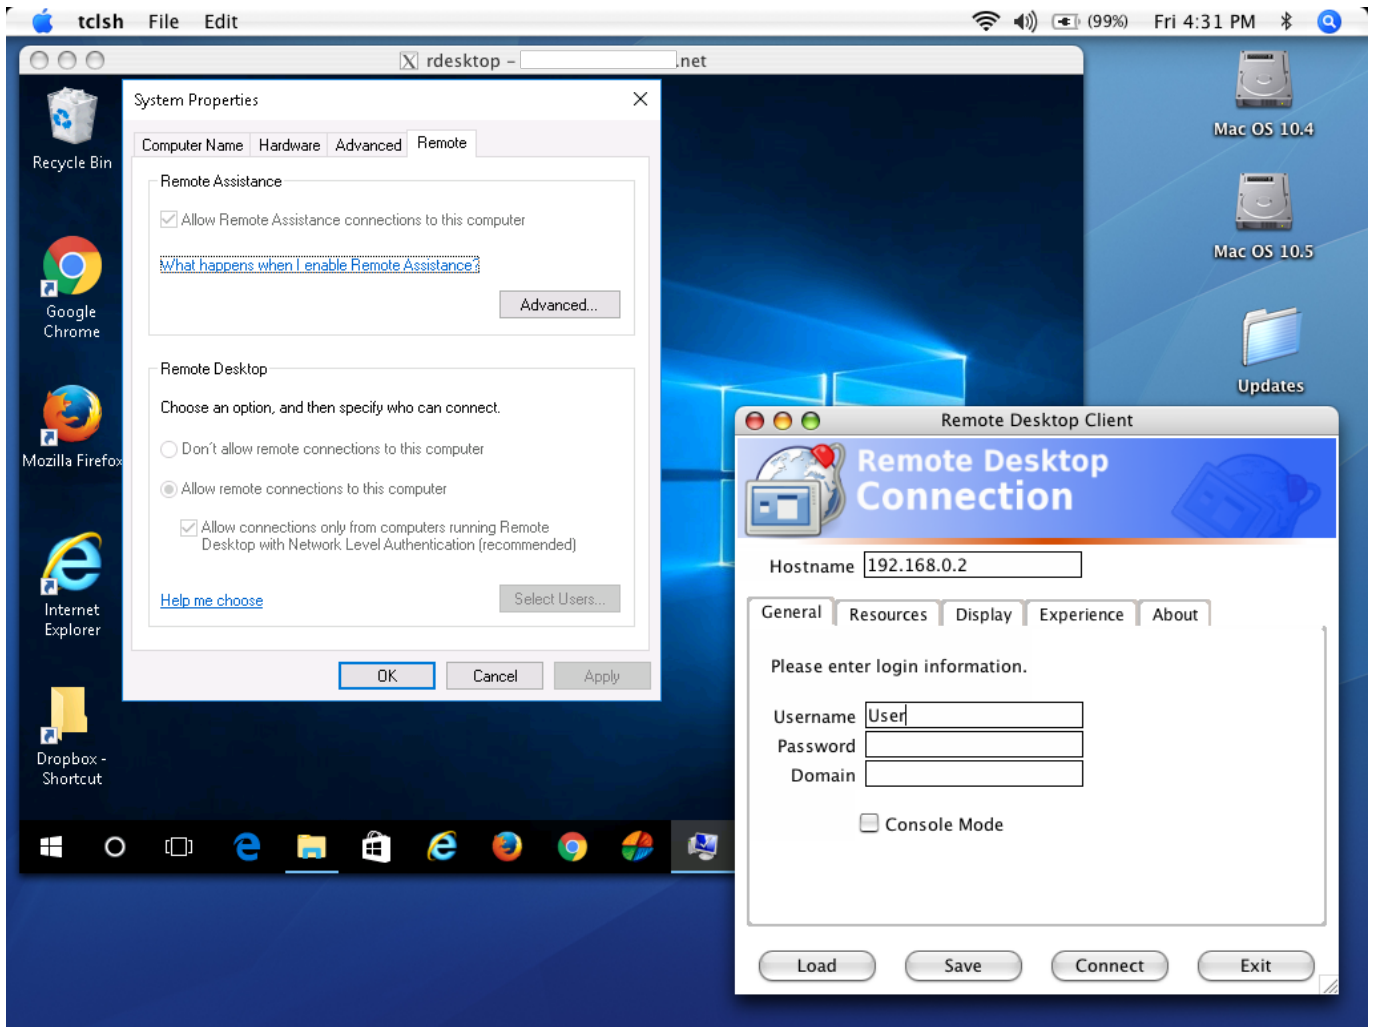 tclsh File Edit (99%) Fri 4:31 PM
X rdesktop – .net
System Properties
Computer Name Hardware Advanced Remote
Remote Assistance
Allow Remote Assistance connections to this computer
What happens when I enable Remote Assistance?
Advanced...
Remote Desktop
Choose an option, and then specify who can connect.
Don't allow remote connections to this computer
Allow remote connections to this computer
Allow connections only from computers running Remote
Desktop with Network Level Authentication (recommended)
Help me choose
Select Users...
OK Cancel Apply
Recycle Bin
Google
Chrome
Mozilla Firefox
Internet
Explorer
Dropbox -
Shortcut
Mac OS 10.4
Mac OS 10.5
Updates
Remote Desktop Client
Remote Desktop
Connection
Hostname 192.168.0.2
General Resources Display Experience About
Please enter login information.
Username User
Password
Domain
Console Mode
Load Save Connect Exit